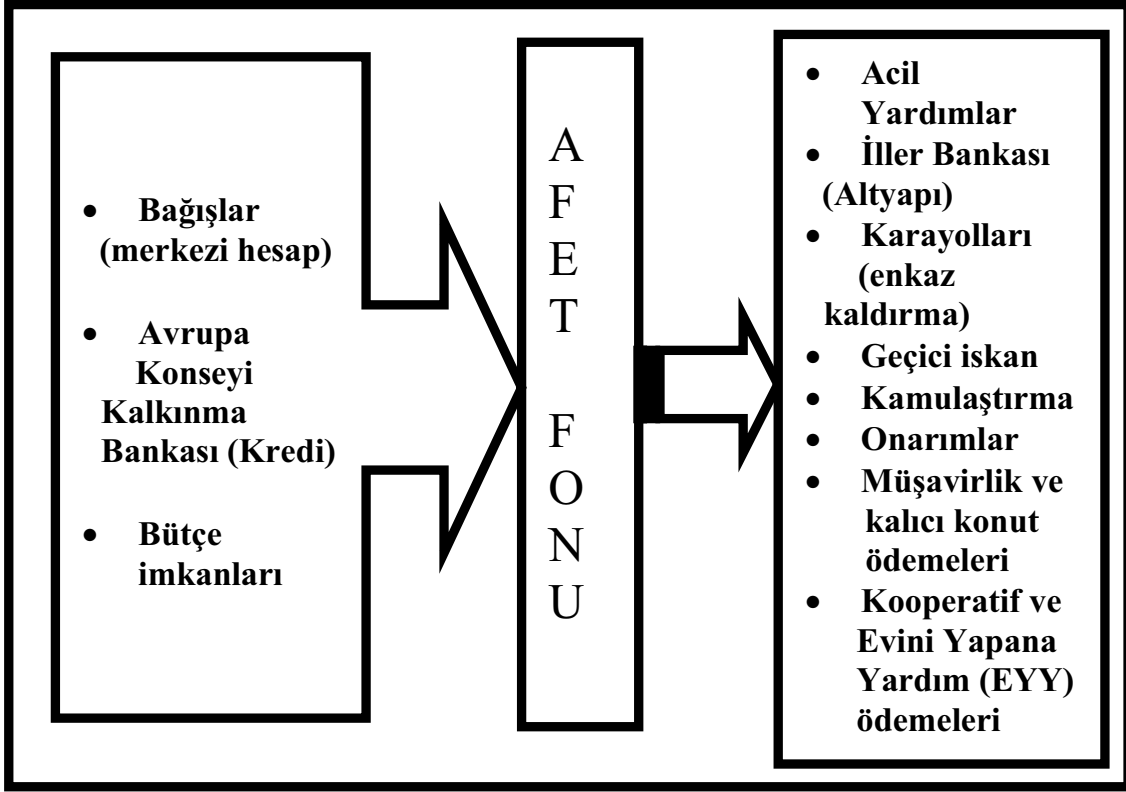 • Bağışlar
(merkezi hesap)
• Avrupa
Konseyi
Kalkınma
Bankası (Kredi)
• Bütçe
imkanları
A
F
E
T
F
O
N
U
• Acil
Yardımlar
• İller Bankası
(Altyapı)
• Karayolları
(enkaz
kaldırma)
• Geçici iskan
• Kamulaştırma
• Onarımlar
• Müşavirlik ve
kalıcı konut
ödemeleri
• Kooperatif ve
Evini Yapana
Yardım (EYY)
ödemeleri